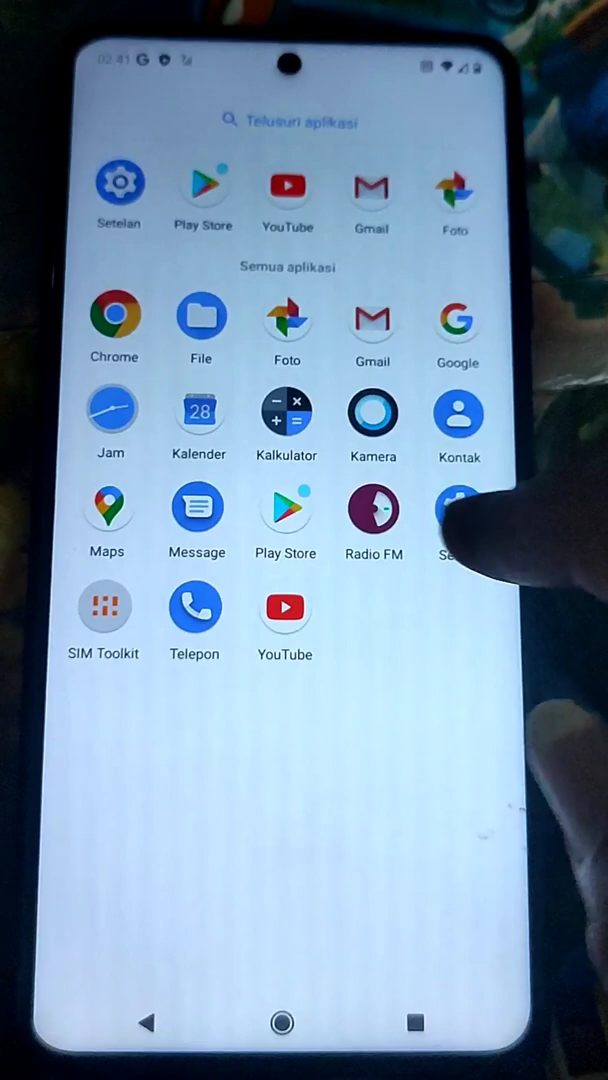 02.41
Telusuri aplikasi
Setelan Play Store YouTube Gmail Foto
Semua aplikasi
Chrome File Foto Gmail Google
Jam Kalender Kalkulator Kamera Kontak
28
Maps Message Play Store Radio FM
SIM Toolkit Telepon YouTube